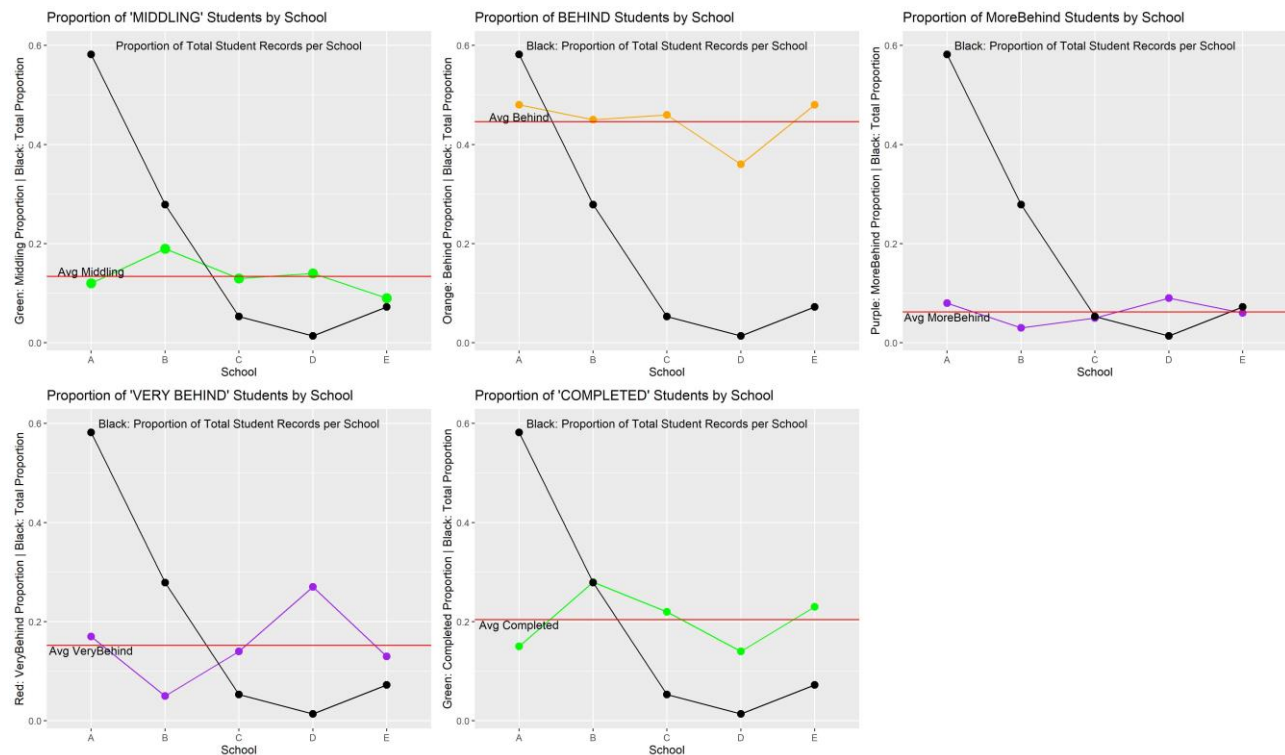 Proportion of 'MIDDLING' Students by School
Green: Middling Proportion | Black: Total Proportion
0.6
0.4
0.2
0.0
Proportion of Total Student Records per School
Avg Middling
A B C D E
School
Proportion of BEHIND Students by School
Orange: Behind Proportion | Black: Total Proportion
0.6
0.4
0.2
0.0
Black: Proportion of Total Student Records per School
Avg Behind
A B C D E
School
Proportion of MoreBehind Students by School
Purple: MoreBehind Proportion | Black: Total Proportion
0.6
0.4
0.2
0.0
Black: Proportion of Total Student Records per School
Avg MoreBehind
A B C D E
School
Proportion of 'VERY BEHIND' Students by School
Red: VeryBehind Proportion | Black: Total Proportion
0.6
0.4
0.2
0.0
Black: Proportion of Total Student Records per School
Avg VeryBehind
A B C D E
School
Proportion of 'COMPLETED' Students by School
Green: Completed Proportion | Black: Total Proportion
0.6
0.4
0.2
0.0
Black: Proportion of Total Student Records per School
Avg Completed
A B C D E
School